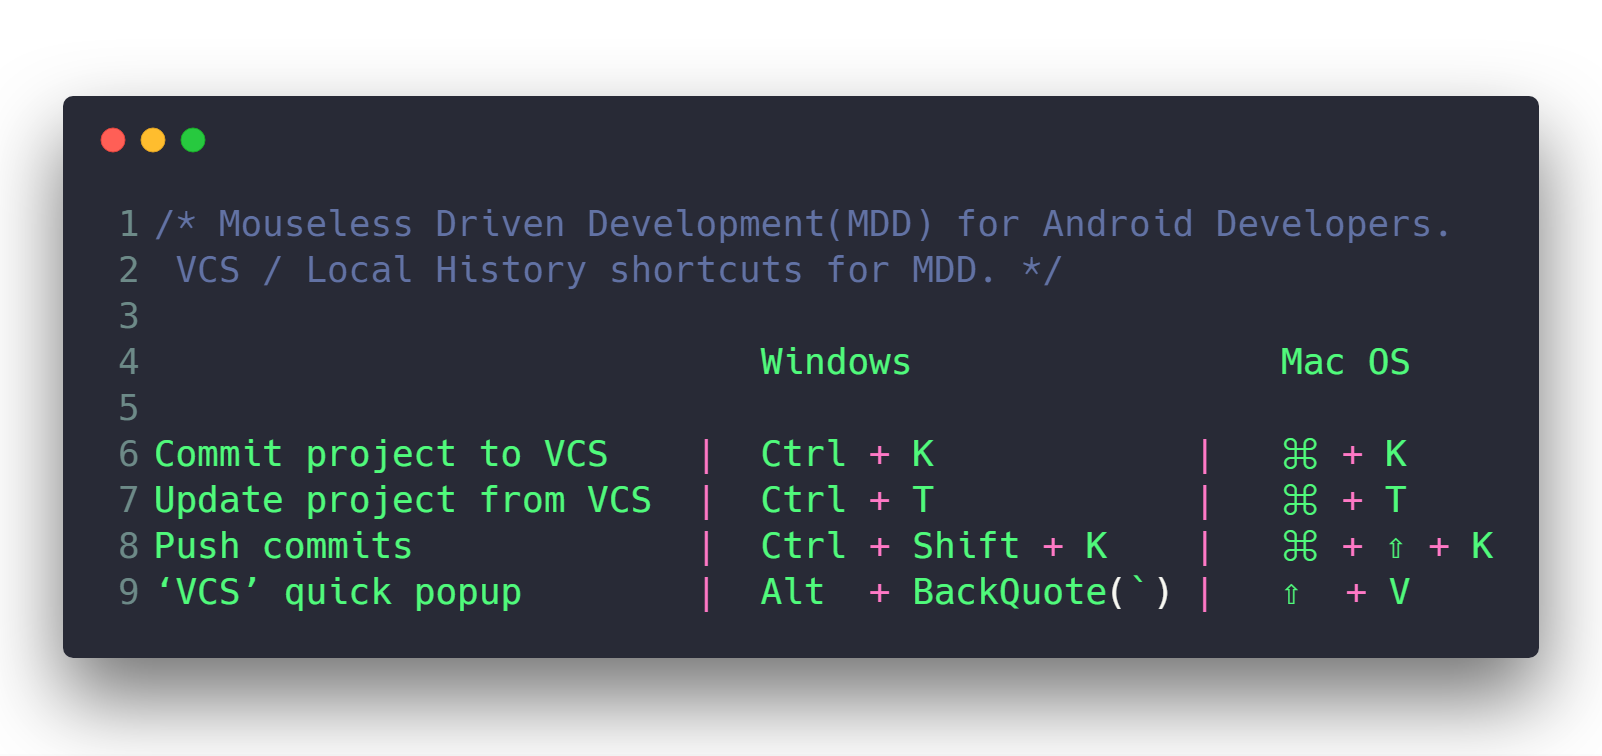 1 /* Mouseless Driven Development(MDD) for Android Developers.
2 VCS / Local History shortcuts for MDD. */
3
4 Windows Mac OS
5
6 Commit project to VCS | Ctrl + K | ⌘ + K
7 Update project from VCS | Ctrl + T | ⌘ + T
8 Push commits | Ctrl + Shift + K | ⌘ + ⇧ + K
9 ‘VCS’ quick popup | Alt + BackQuote(`) | ⇧ + V